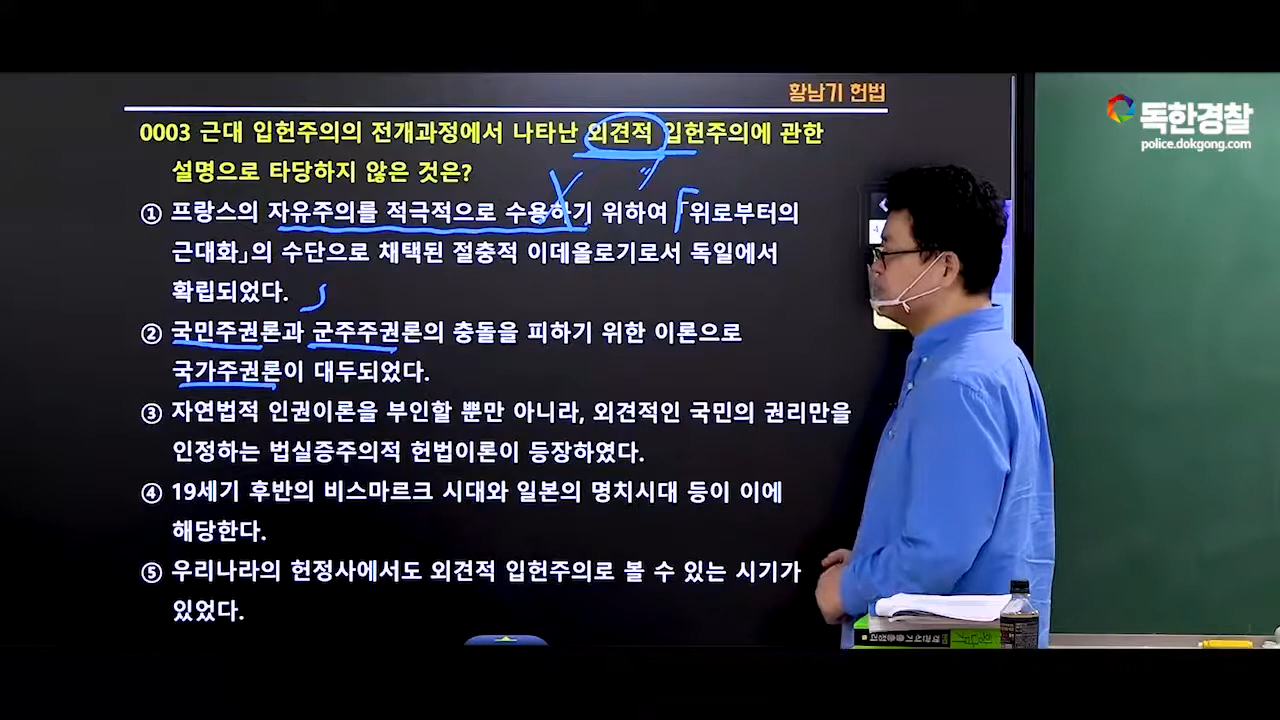 황남기 헌법
독한경찰
police.dokgong.com
0003 근대 입헌주의의 전개과정에서 나타난 외견적 입헌주의에 관한
설명으로 타당하지 않은 것은?
① 프랑스의 자유주의를 적극적으로 수용하기 위하여 「위로부터의
근대화」의 수단으로 채택된 절충적 이데올로기로서 독일에서
확립되었다.
② 국민주권론과 군주주권론의 충돌을 피하기 위한 이론으로
국가주권론이 대두되었다.
③ 자연법적 인권이론을 부인할 뿐만 아니라, 외견적인 국민의 권리만을
인정하는 법실증주의적 헌법이론이 등장하였다.
④ 19세기 후반의 비스마르크 시대와 일본의 명치시대 등이 이에
해당한다.
⑤ 우리나라의 헌정사에서도 외견적 입헌주의로 볼 수 있는 시기가
있었다.